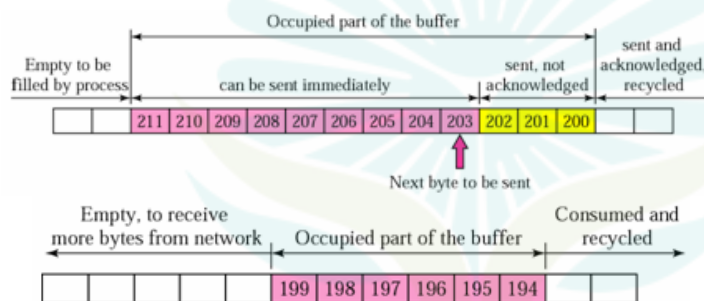 Occupied part of the buffer
Empty to be
filled by process
can be sent immediately
sent, not
acknowledged
sent and
acknowledged,
recycled
211 210 209 208 207 206 205 204 203 202 201 200
Next byte to be sent
Empty, to receive
more bytes from network
Occupied part of the buffer
Consumed and
recycled
199 198 197 196 195 194